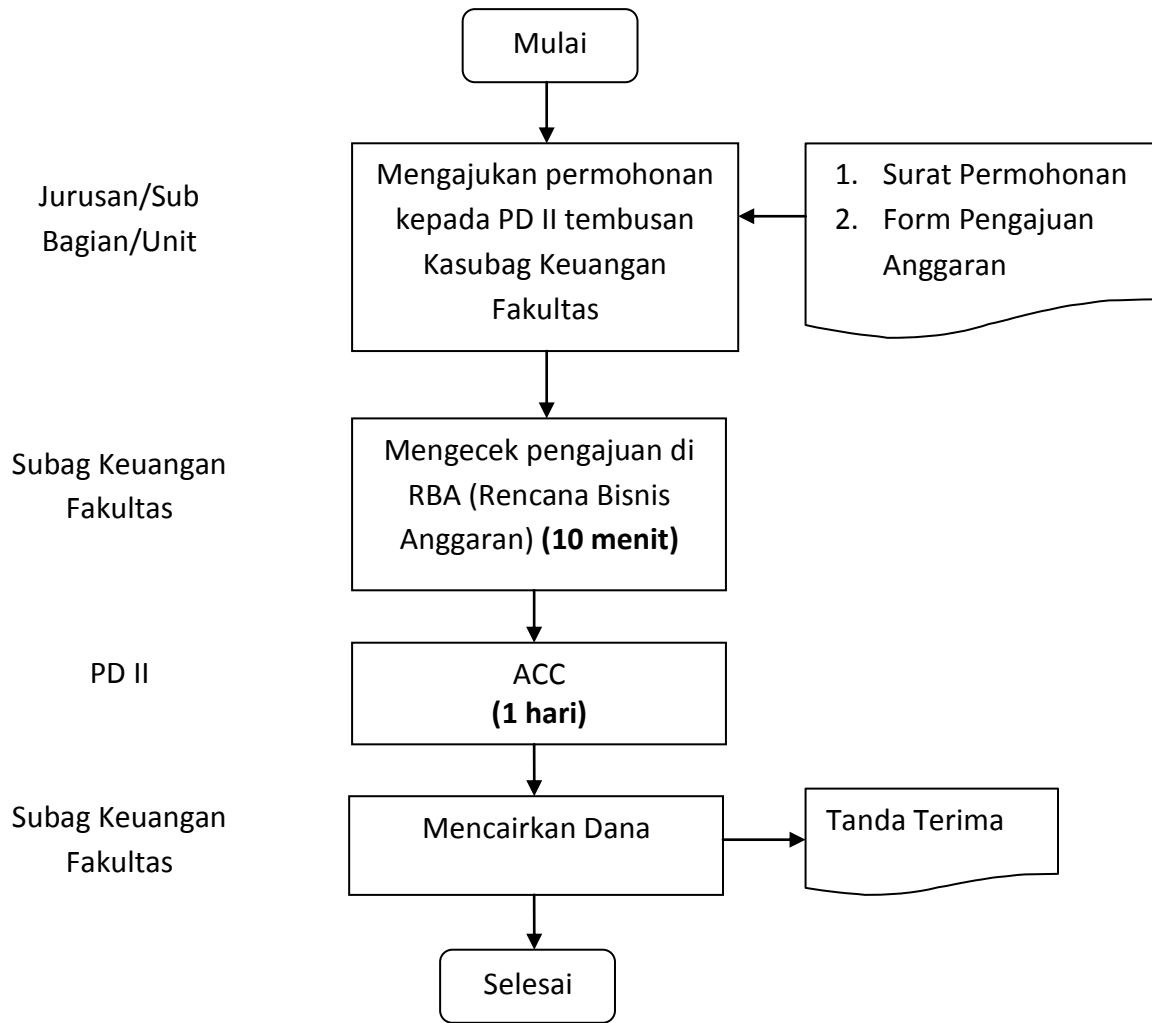 Mulai
Jurusan/Sub
Bagian/Unit
Mengajukan permohonan
kepada PD II tembusan
Kasubag Keuangan
Fakultas
1. Surat Permohonan
2. Form Pengajuan
Anggaran
Subag Keuangan
Fakultas
Mengecek pengajuan di
RBA (Rencana Bisnis
Anggaran) (10 menit)
PD II
ACC
(1 hari)
Subag Keuangan
Fakultas
Mencairkan Dana
Tanda Terima
Selesai